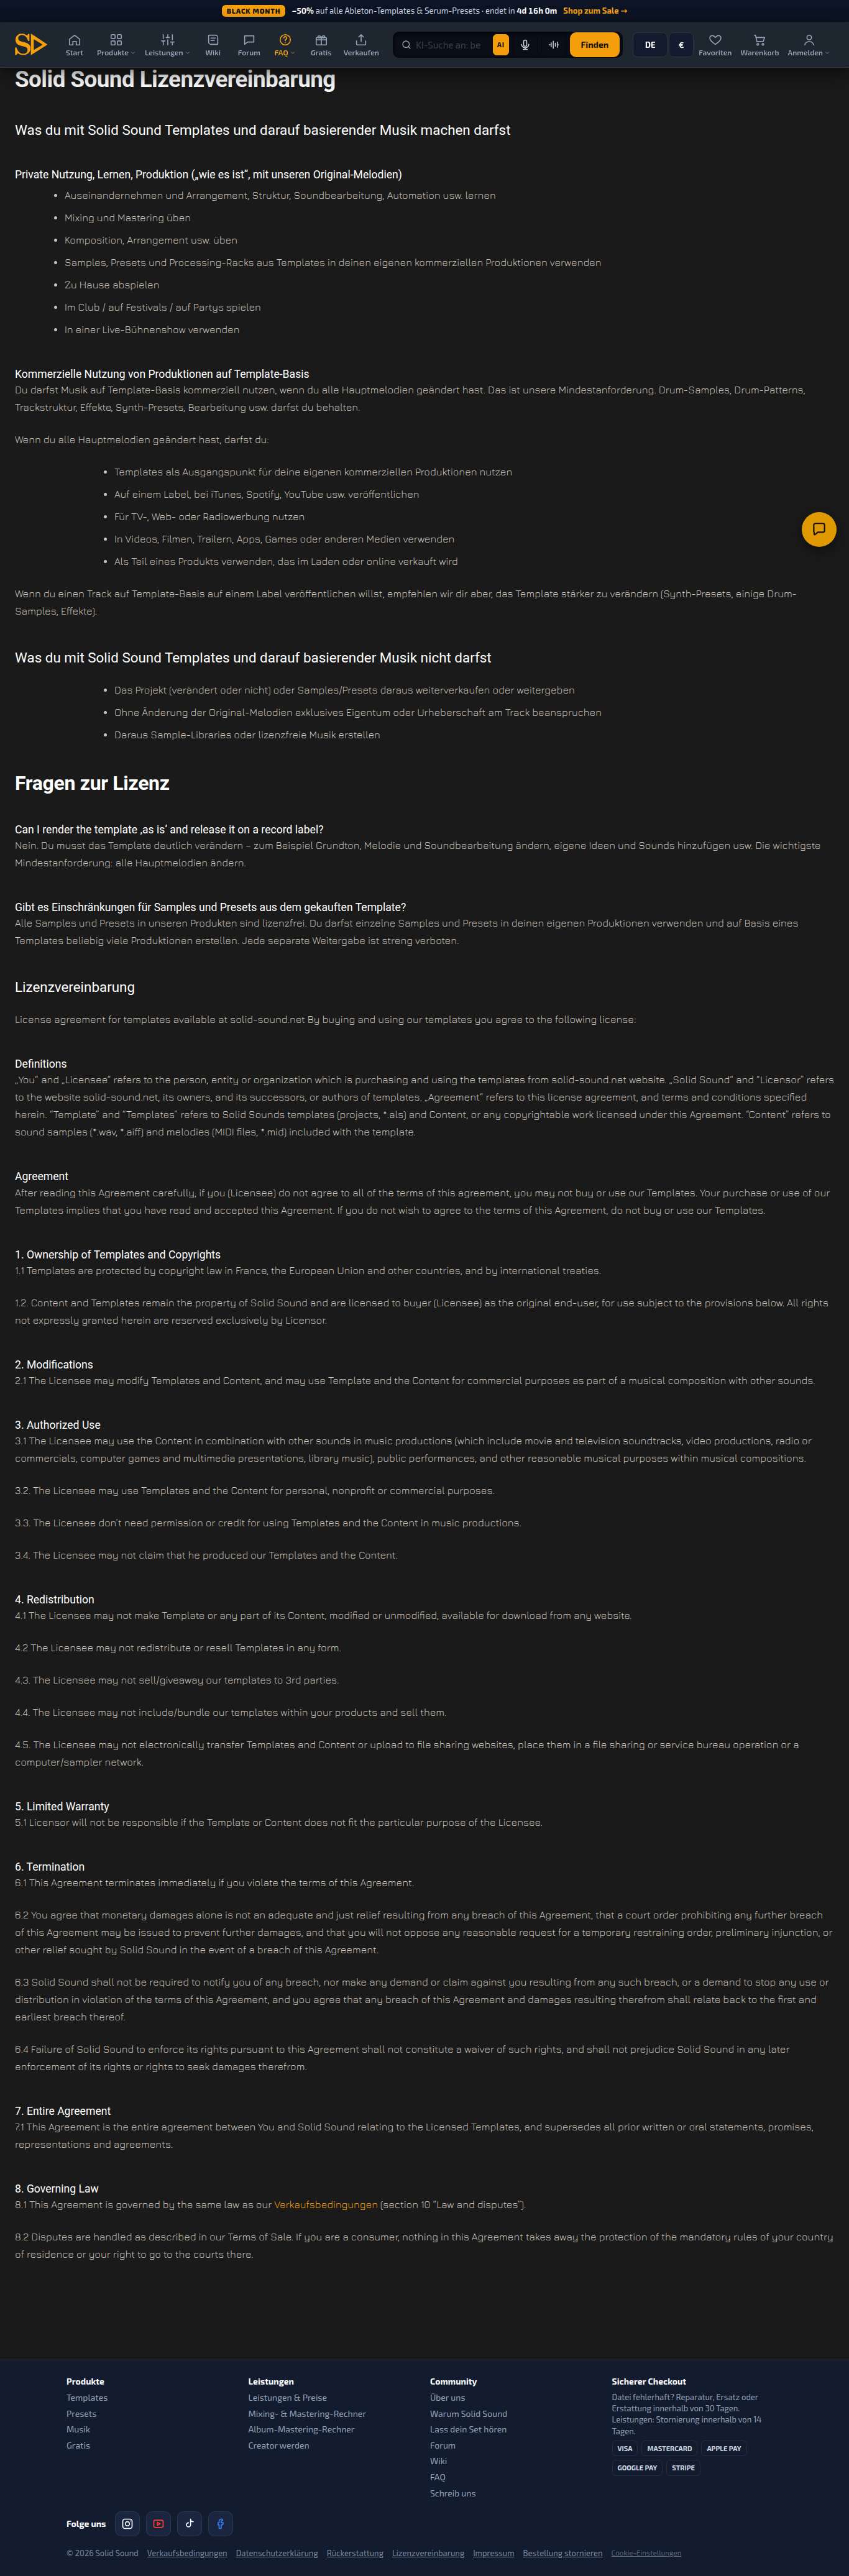 BLACK MONTH −50% auf alle Ableton-Templates & Serum-Presets · endet in 4d 16h 0m Shop zum Sale →
Start
Produkte
Leistungen
Wiki
Forum
FAQ
Gratis
Verkaufen
KI-Suche an: be
AI
Finden
DE
€
Favoriten
Warenkorb
Anmelden
Solid Sound Lizenzvereinbarung
Was du mit Solid Sound Templates und darauf basierender Musik machen darfst
Private Nutzung, Lernen, Produktion („wie es ist“, mit unseren Original-Melodien)
• Auseinandernehmen und Arrangement, Struktur, Soundbearbeitung, Automation usw. lernen
• Mixing und Mastering üben
• Komposition, Arrangement usw. üben
• Samples, Presets und Processing-Racks aus Templates in deinen eigenen kommerziellen Produktionen verwenden
• Zu Hause abspielen
• Im Club / auf Festivals / auf Partys spielen
• In einer Live-Bühnenshow verwenden
Kommerzielle Nutzung von Produktionen auf Template-Basis
Du darfst Musik auf Template-Basis kommerziell nutzen, wenn du alle Hauptmelodien geändert hast. Das ist unsere Mindestanforderung. Drum-Samples, Drum-Patterns,
Trackstruktur, Effekte, Synth-Presets, Bearbeitung usw. darfst du behalten.
Wenn du alle Hauptmelodien geändert hast, darfst du:
• Templates als Ausgangspunkt für deine eigenen kommerziellen Produktionen nutzen
• Auf einem Label, bei iTunes, Spotify, YouTube usw. veröffentlichen
• Für TV-, Web- oder Radiowerbung nutzen
• In Videos, Filmen, Trailern, Apps, Games oder anderen Medien verwenden
• Als Teil eines Produkts verwenden, das im Laden oder online verkauft wird
Wenn du einen Track auf Template-Basis auf einem Label veröffentlichen willst, empfehlen wir dir aber, das Template stärker zu verändern (Synth-Presets, einige Drum-
Samples, Effekte).
Was du mit Solid Sound Templates und darauf basierender Musik nicht darfst
• Das Projekt (verändert oder nicht) oder Samples/Presets daraus weiterverkaufen oder weitergeben
• Ohne Änderung der Original-Melodien exklusives Eigentum oder Urheberschaft am Track beanspruchen
• Daraus Sample-Libraries oder lizenzfreie Musik erstellen
Fragen zur Lizenz
Can I render the template ‚as is‘ and release it on a record label?
Nein. Du musst das Template deutlich verändern – zum Beispiel Grundton, Melodie und Soundbearbeitung ändern, eigene Ideen und Sounds hinzufügen usw. Die wichtigste
Mindestanforderung: alle Hauptmelodien ändern.
Gibt es Einschränkungen für Samples und Presets aus dem gekauften Template?
Alle Samples und Presets in unseren Produkten sind lizenzfrei. Du darfst einzelne Samples und Presets in deinen eigenen Produktionen verwenden und auf Basis eines
Templates beliebig viele Produktionen erstellen. Jede separate Weitergabe ist streng verboten.
Lizenzvereinbarung
License agreement for templates available at solid-sound.net By buying and using our templates you agree to the following license:
Definitions
„You“ and „Licensee“ refers to the person, entity or organization which is purchasing and using the templates from solid-sound.net website. „Solid Sound“ and “Licensor” refers
to the website solid-sound.net, its owners, and its successors, or authors of templates. „Agreement“ refers to this license agreement, and terms and conditions specified
herein. “Template” and “Templates” refers to Solid Sounds templates (projects, *.als) and Content, or any copyrightable work licensed under this Agreement. “Content” refers to
sound samples (*.wav, *.aiff) and melodies (MIDI files, *.mid) included with the template.
Agreement
After reading this Agreement carefully, if you (Licensee) do not agree to all of the terms of this agreement, you may not buy or use our Templates. Your purchase or use of our
Templates implies that you have read and accepted this Agreement. If you do not wish to agree to the terms of this Agreement, do not buy or use our Templates.
1. Ownership of Templates and Copyrights
1.1 Templates are protected by copyright law in France, the European Union and other countries, and by international treaties.
1.2. Content and Templates remain the property of Solid Sound and are licensed to buyer (Licensee) as the original end-user, for use subject to the provisions below. All rights
not expressly granted herein are reserved exclusively by Licensor.
2. Modifications
2.1 The Licensee may modify Templates and Content, and may use Template and the Content for commercial purposes as part of a musical composition with other sounds.
3. Authorized Use
3.1 The Licensee may use the Content in combination with other sounds in music productions (which include movie and television soundtracks, video productions, radio or
commercials, computer games and multimedia presentations, library music), public performances, and other reasonable musical purposes within musical compositions.
3.2. The Licensee may use Templates and the Content for personal, nonprofit or commercial purposes.
3.3. The Licensee don’t need permission or credit for using Templates and the Content in music productions.
3.4. The Licensee may not claim that he produced our Templates and the Content.
4. Redistribution
4.1 The Licensee may not make Template or any part of its Content, modified or unmodified, available for download from any website.
4.2 The Licensee may not redistribute or resell Templates in any form.
4.3. The Licensee may not sell/giveaway our templates to 3rd parties.
4.4. The Licensee may not include/bundle our templates within your products and sell them.
4.5. The Licensee may not electronically transfer Templates and Content or upload to file sharing websites, place them in a file sharing or service bureau operation or a
computer/sampler network.
5. Limited Warranty
5.1 Licensor will not be responsible if the Template or Content does not fit the particular purpose of the Licensee.
6. Termination
6.1 This Agreement terminates immediately if you violate the terms of this Agreement.
6.2 You agree that monetary damages alone is not an adequate and just relief resulting from any breach of this Agreement, that a court order prohibiting any further breach
of this Agreement may be issued to prevent further damages, and that you will not oppose any reasonable request for a temporary restraining order, preliminary injunction, or
other relief sought by Solid Sound in the event of a breach of this Agreement.
6.3 Solid Sound shall not be required to notify you of any breach, nor make any demand or claim against you resulting from any such breach, or a demand to stop any use or
distribution in violation of the terms of this Agreement, and you agree that any breach of this Agreement and damages resulting therefrom shall relate back to the first and
earliest breach thereof.
6.4 Failure of Solid Sound to enforce its rights pursuant to this Agreement shall not constitute a waiver of such rights, and shall not prejudice Solid Sound in any later
enforcement of its rights or rights to seek damages therefrom.
7. Entire Agreement
7.1 This Agreement is the entire agreement between You and Solid Sound relating to the Licensed Templates, and supersedes all prior written or oral statements, promises,
representations and agreements.
8. Governing Law
8.1 This Agreement is governed by the same law as our Verkaufsbedingungen (section 10 “Law and disputes”).
8.2 Disputes are handled as described in our Terms of Sale. If you are a consumer, nothing in this Agreement takes away the protection of the mandatory rules of your country
of residence or your right to go to the courts there.
Produkte
Templates
Presets
Musik
Gratis
Leistungen
Leistungen & Preise
Mixing- & Mastering-Rechner
Album-Mastering-Rechner
Creator werden
Community
Über uns
Warum Solid Sound
Lass dein Set hören
Forum
Wiki
FAQ
Schreib uns
Sicherer Checkout
Datei fehlerhaft? Reparatur, Ersatz oder
Erstattung innerhalb von 30 Tagen.
Leistungen: Stornierung innerhalb von 14
Tagen.
VISA MASTERCARD APPLE PAY
GOOGLE PAY STRIPE
Folge uns
© 2026 Solid Sound Verkaufsbedingungen Datenschutzerklärung Rückerstattung Lizenzvereinbarung Impressum Bestellung stornieren Cookie-Einstellungen